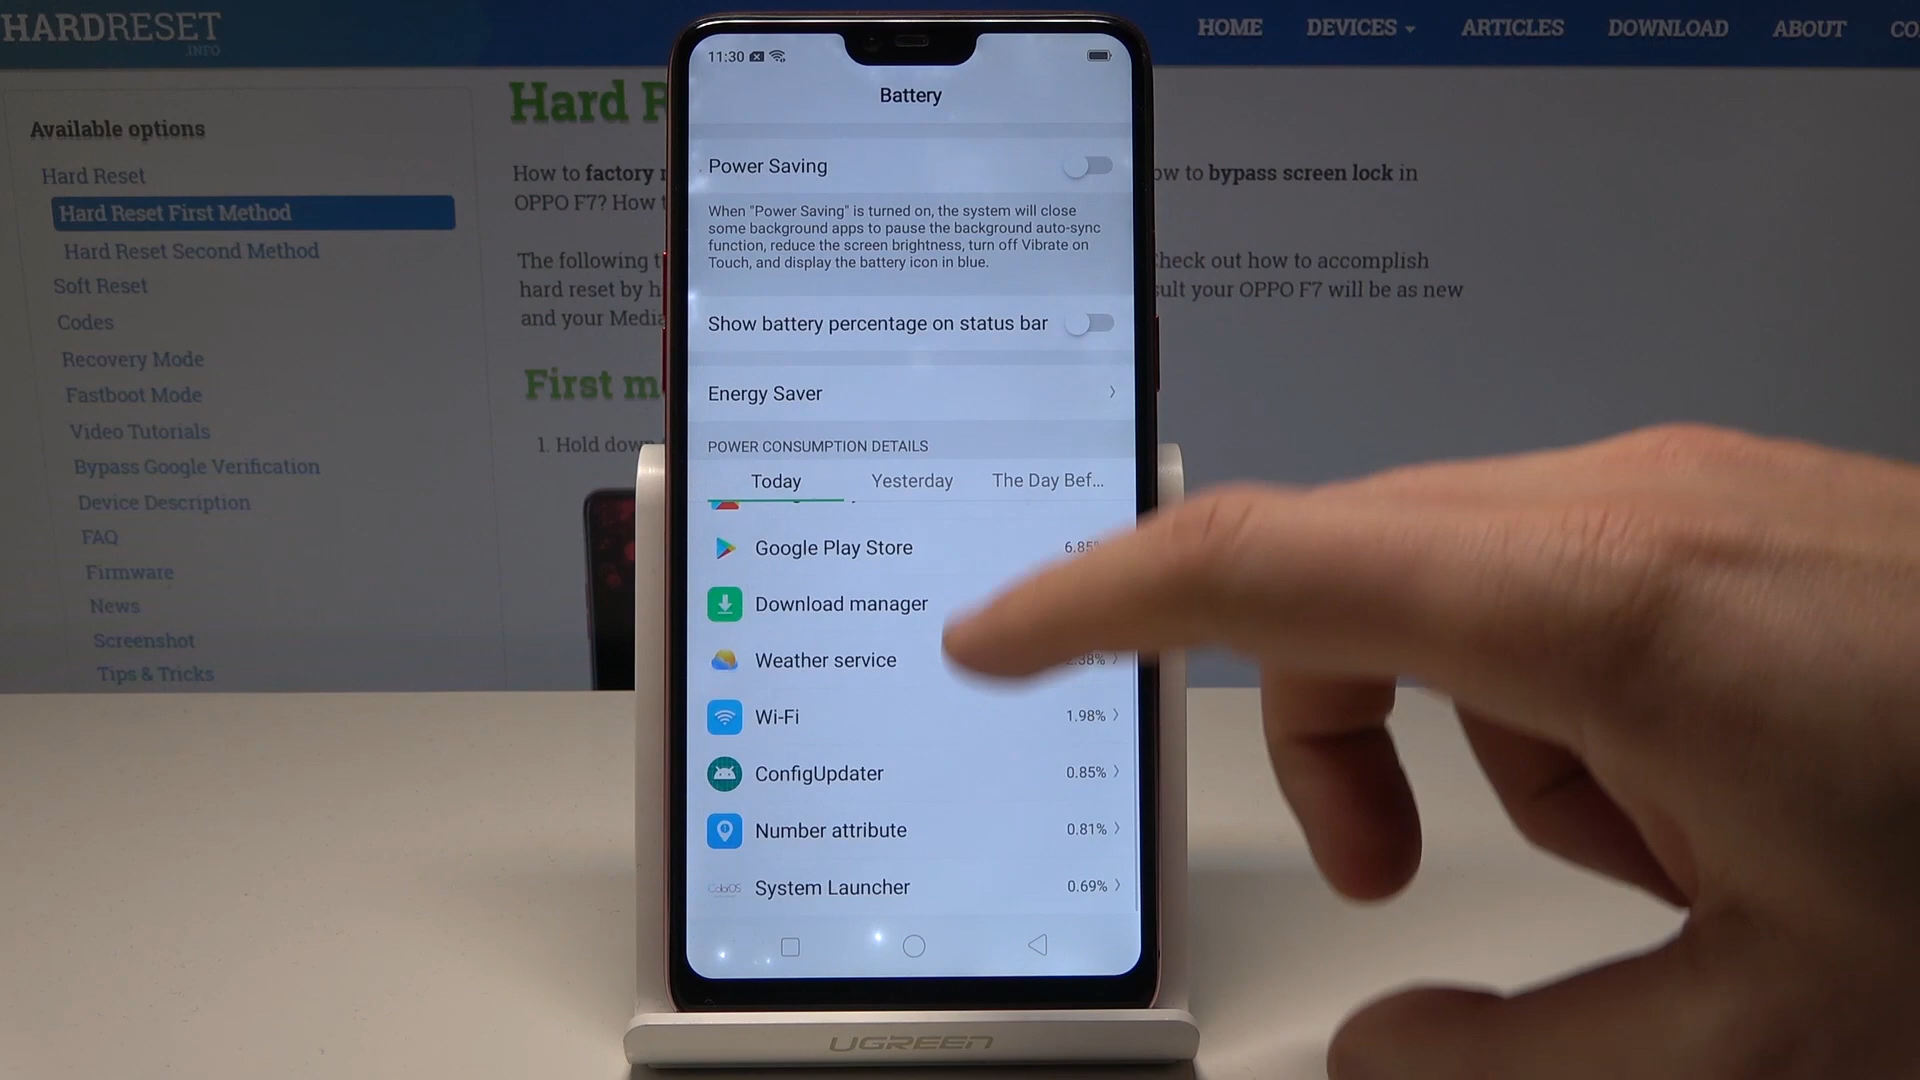 HARDRESET
.INFO
HOME
DEVICES
ARTICLES
DOWNLOAD
ABOUT
Available options
Hard Reset
Hard Reset First Method
Hard Reset Second Method
Soft Reset
Codes
Recovery Mode
Fastboot Mode
Video Tutorials
Bypass Google Verification
Device Description
FAQ
Firmware
News
Screenshot
Tips & Tricks
Hard
How to factory
to bypass screen lock in
OPPO F7? How
The following
heck out how to accomplish
hard reset by
your OPPO F7 will be as new
and your
First
1. Hold down
11:30
Battery
Power Saving
When "Power Saving" is turned on, the system will close
some background apps to pause the background auto-sync
function, reduce the screen brightness, turn off Vibrate on
Touch, and display the battery icon in blue.
Show battery percentage on status bar
Energy Saver
POWER CONSUMPTION DETAILS
Today
Yesterday
The Day Bef...
Google Play Store 6.85%
Download manager
Weather service 2.38%
Wi-Fi 1.98%
ConfigUpdater 0.85%
Number attribute 0.81%
ColorOS System Launcher 0.69%
UGREEN